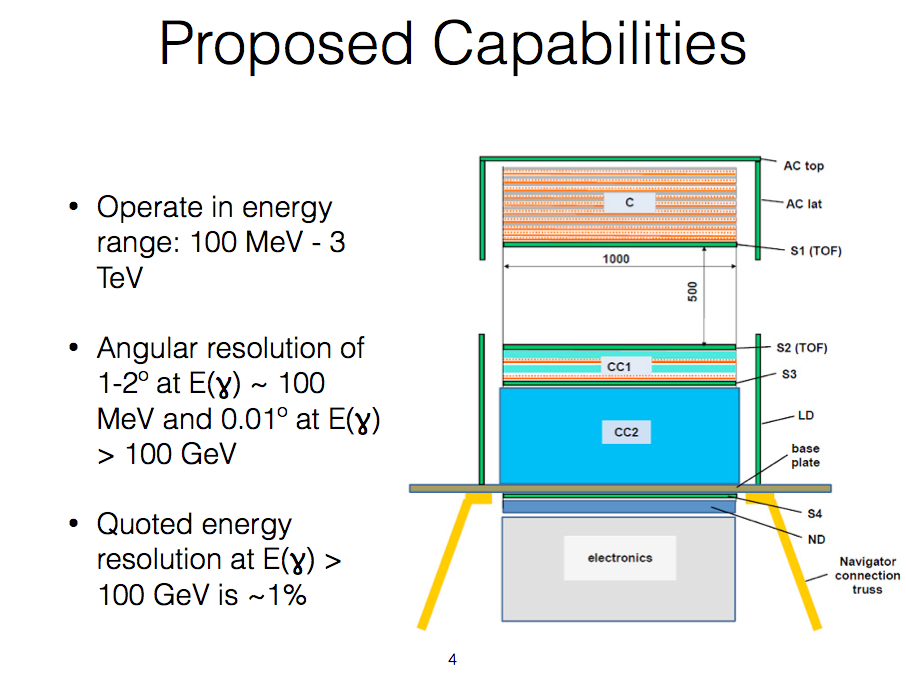 Proposed Capabilities
• Operate in energy
range: 100 MeV - 3
TeV
• Angular resolution of
1-2º at E(ɣ) ~ 100
MeV and 0.01º at E(ɣ)
> 100 GeV
• Quoted energy
resolution at E(ɣ) >
100 GeV is ~1%
AC top
C
AC lat
S1 (TOF)
1000
500
S2 (TOF)
CC1
S3
LD
CC2
base
plate
S4
ND
electronics
Navigator
connection
truss
4